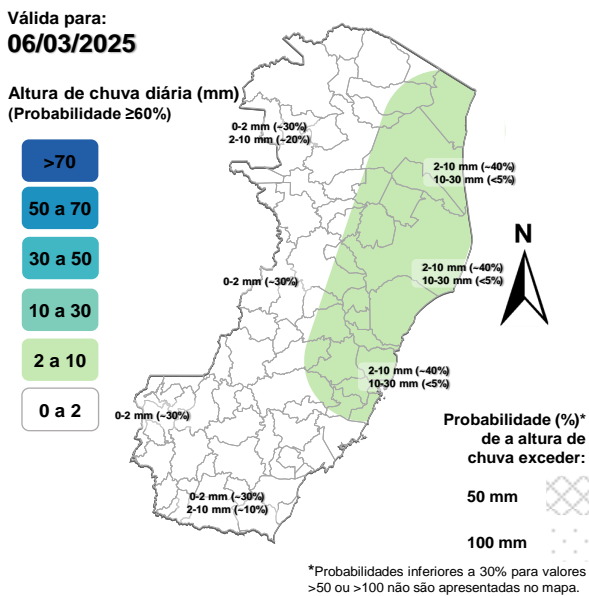 Válida para:
06/03/2025
Altura de chuva diária (mm)
(Probabilidade ≥60%)
>70
50 a 70
30 a 50
10 a 30
2 a 10
0 a 2
0-2 mm (~30%)
2-10 mm (~20%)
2-10 mm (~40%)
10-30 mm (<5%)
0-2 mm (~30%)
2-10 mm (~40%)
10-30 mm (<5%)
2-10 mm (~40%)
10-30 mm (<5%)
0-2 mm (~30%)
0-2 mm (~30%)
2-10 mm (~10%)
N
Probabilidade (%)*
de a altura de
chuva exceder:
50 mm
100 mm
*Probabilidades inferiores a 30% para valores
>50 ou >100 não são apresentadas no mapa.